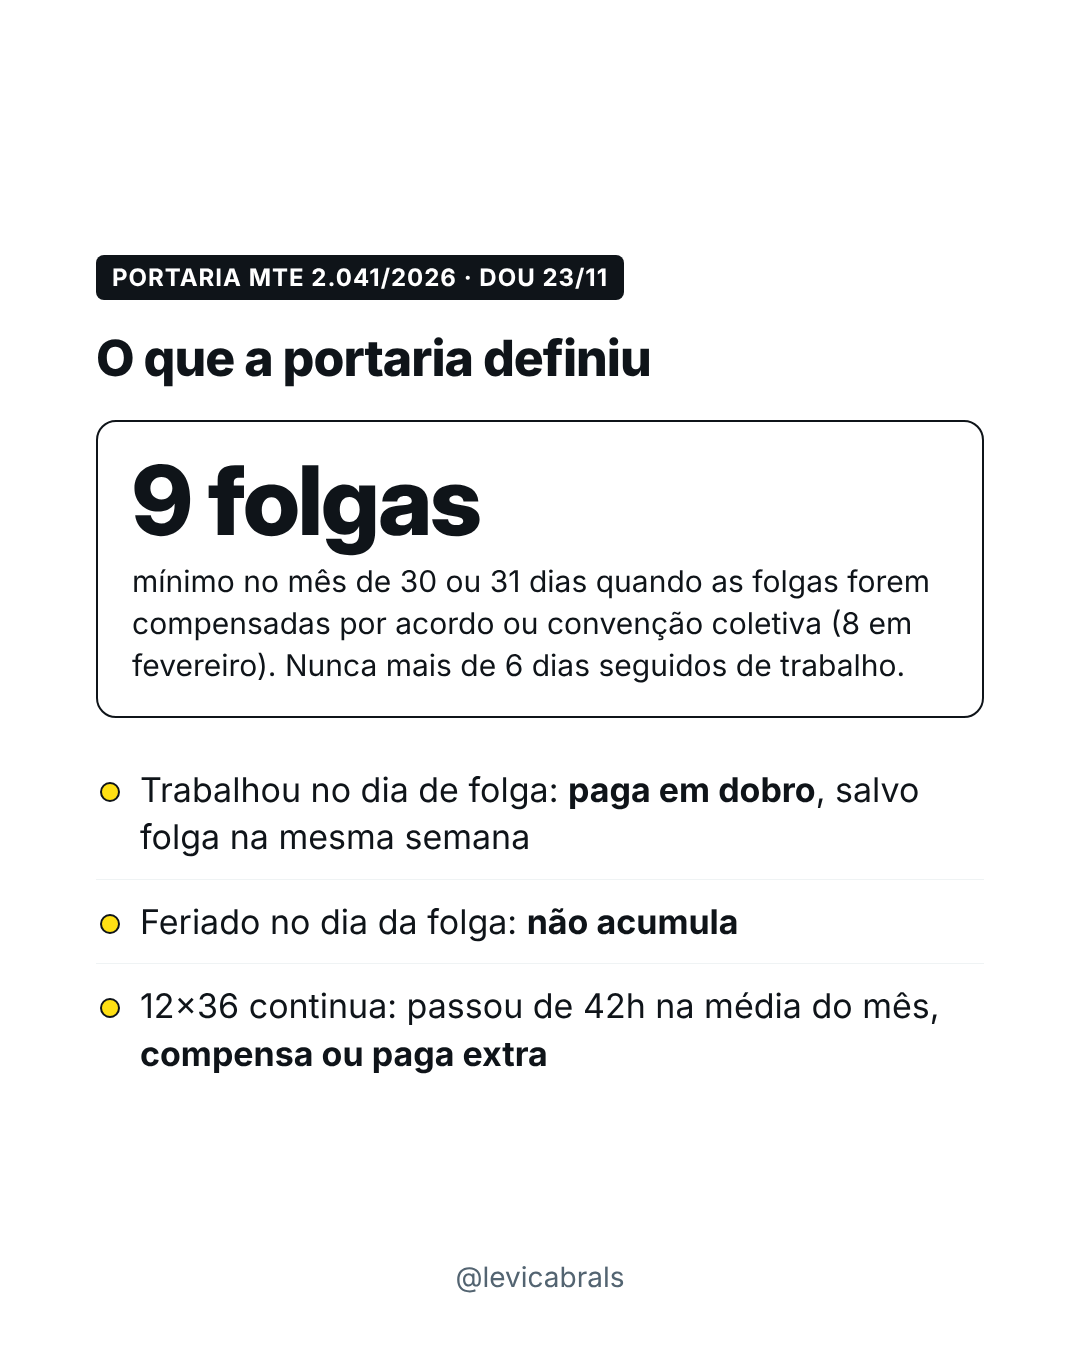 PORTARIA MTE 2.041/2026 · DOU 23/11
O que a portaria definiu
9 folgas
mínimo no mês de 30 ou 31 dias quando as folgas forem
compensadas por acordo ou convenção coletiva (8 em
fevereiro). Nunca mais de 6 dias seguidos de trabalho.
Trabalhou no dia de folga: paga em dobro, salvo
folga na mesma semana
Feriado no dia da folga: não acumula
12×36 continua: passou de 42h na média do mês,
compensa ou paga extra
@levicabrals